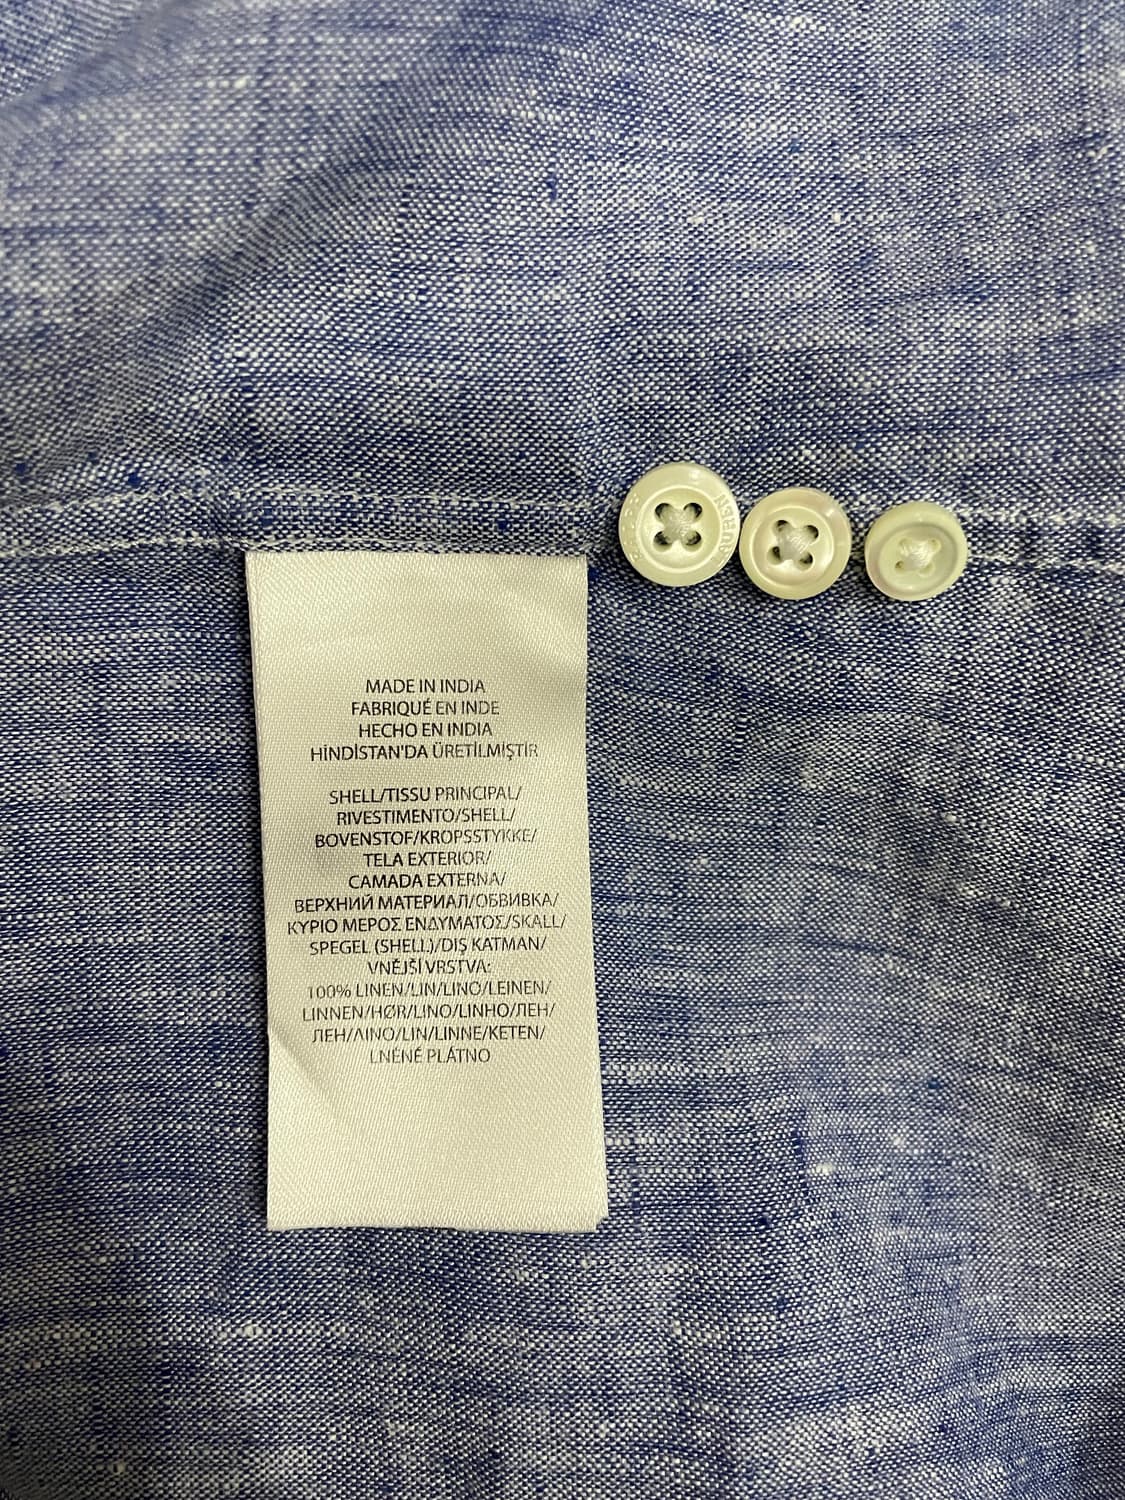 MADE IN INDIA
FABRIQUÉ EN INDE
HECHO EN INDIA
HİNDİSTAN'DA ÜRETİLMİŞTİR
SHELL/TISSU PRINCIPAL/
RIVESTIMENTO/SHELL/
BOVENSTOF/KROPSSTYKKE/
TELA EXTERIOR/
CAMADA EXTERNA/
ВЕРХНИЙ МАТЕРИАЛ/ОБВИВКА/
ΚΥΡΙΟ ΜΕΡΟΣ ΕΝΔΥΜΑΤΟΣ/SKALL/
SPEGEL (SHELL)/DIŞ KATMAN/
VNĚJŠÍ VRSTVA:
100% LINEN/LIN/LINO/LEINEN/
LINNEN/HØR/LINO/LINHO/ЛЕН/
ЛЕН/ΛΙΝΟ/LIN/LINNE/KETEN/
LNĚNÉ PLÁTNO